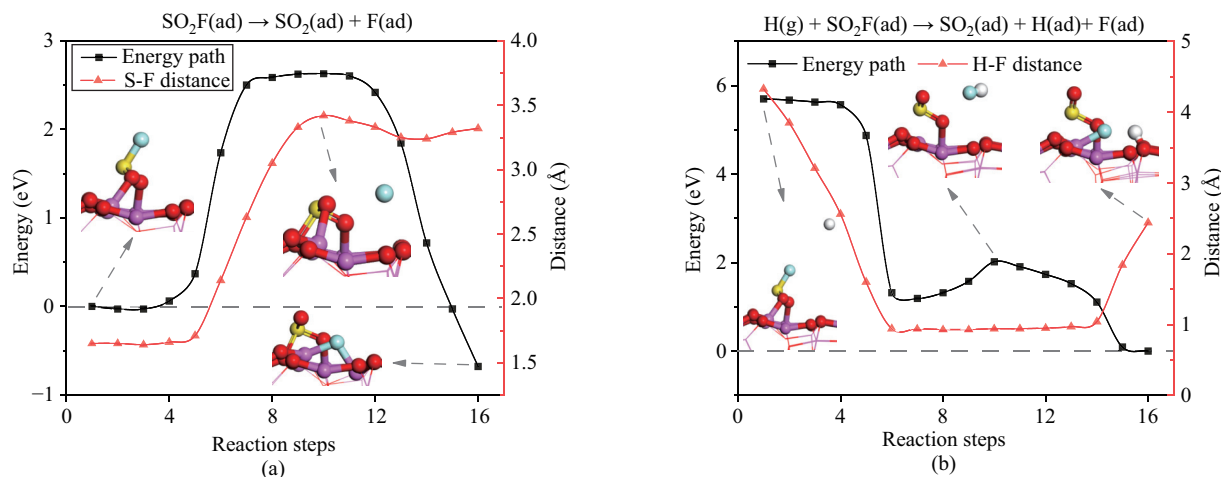 SO₂F(ad) → SO₂(ad) + F(ad)
Energy path
S-F distance
Energy (eV)
3
2
1
0
−1
Distance (Å)
4.0
3.5
3.0
2.5
2.0
1.5
0 4 8 12 16
Reaction steps
(a)
H(g) + SO₂F(ad) → SO₂(ad) + H(ad)+ F(ad)
Energy path H-F distance
Energy (eV)
6
4
2
0
Distance (Å)
5
4
3
2
1
0
0 4 8 12 16
Reaction steps
(b)